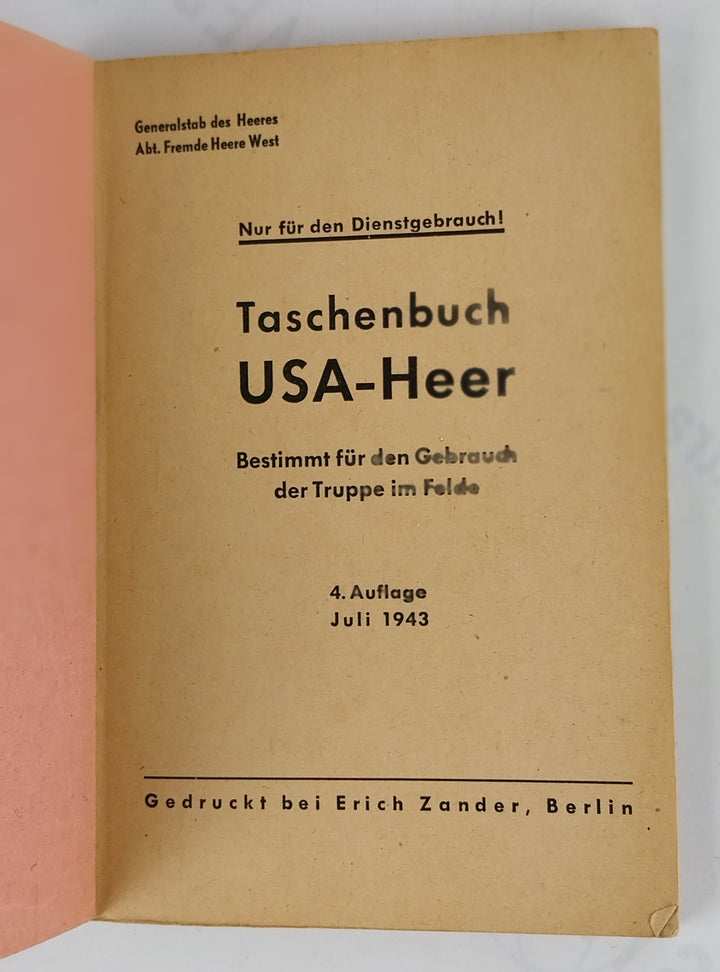 Generalstab des Heeres
Abt. Fremde Heere West
Nur für den Dienstgebrauch!
Taschenbuch
USA-Heer
Bestimmt für den Gebrauch
der Truppe im Felde
4. Auflage
Juli 1943
Gedruckt bei Erich Zander, Berlin